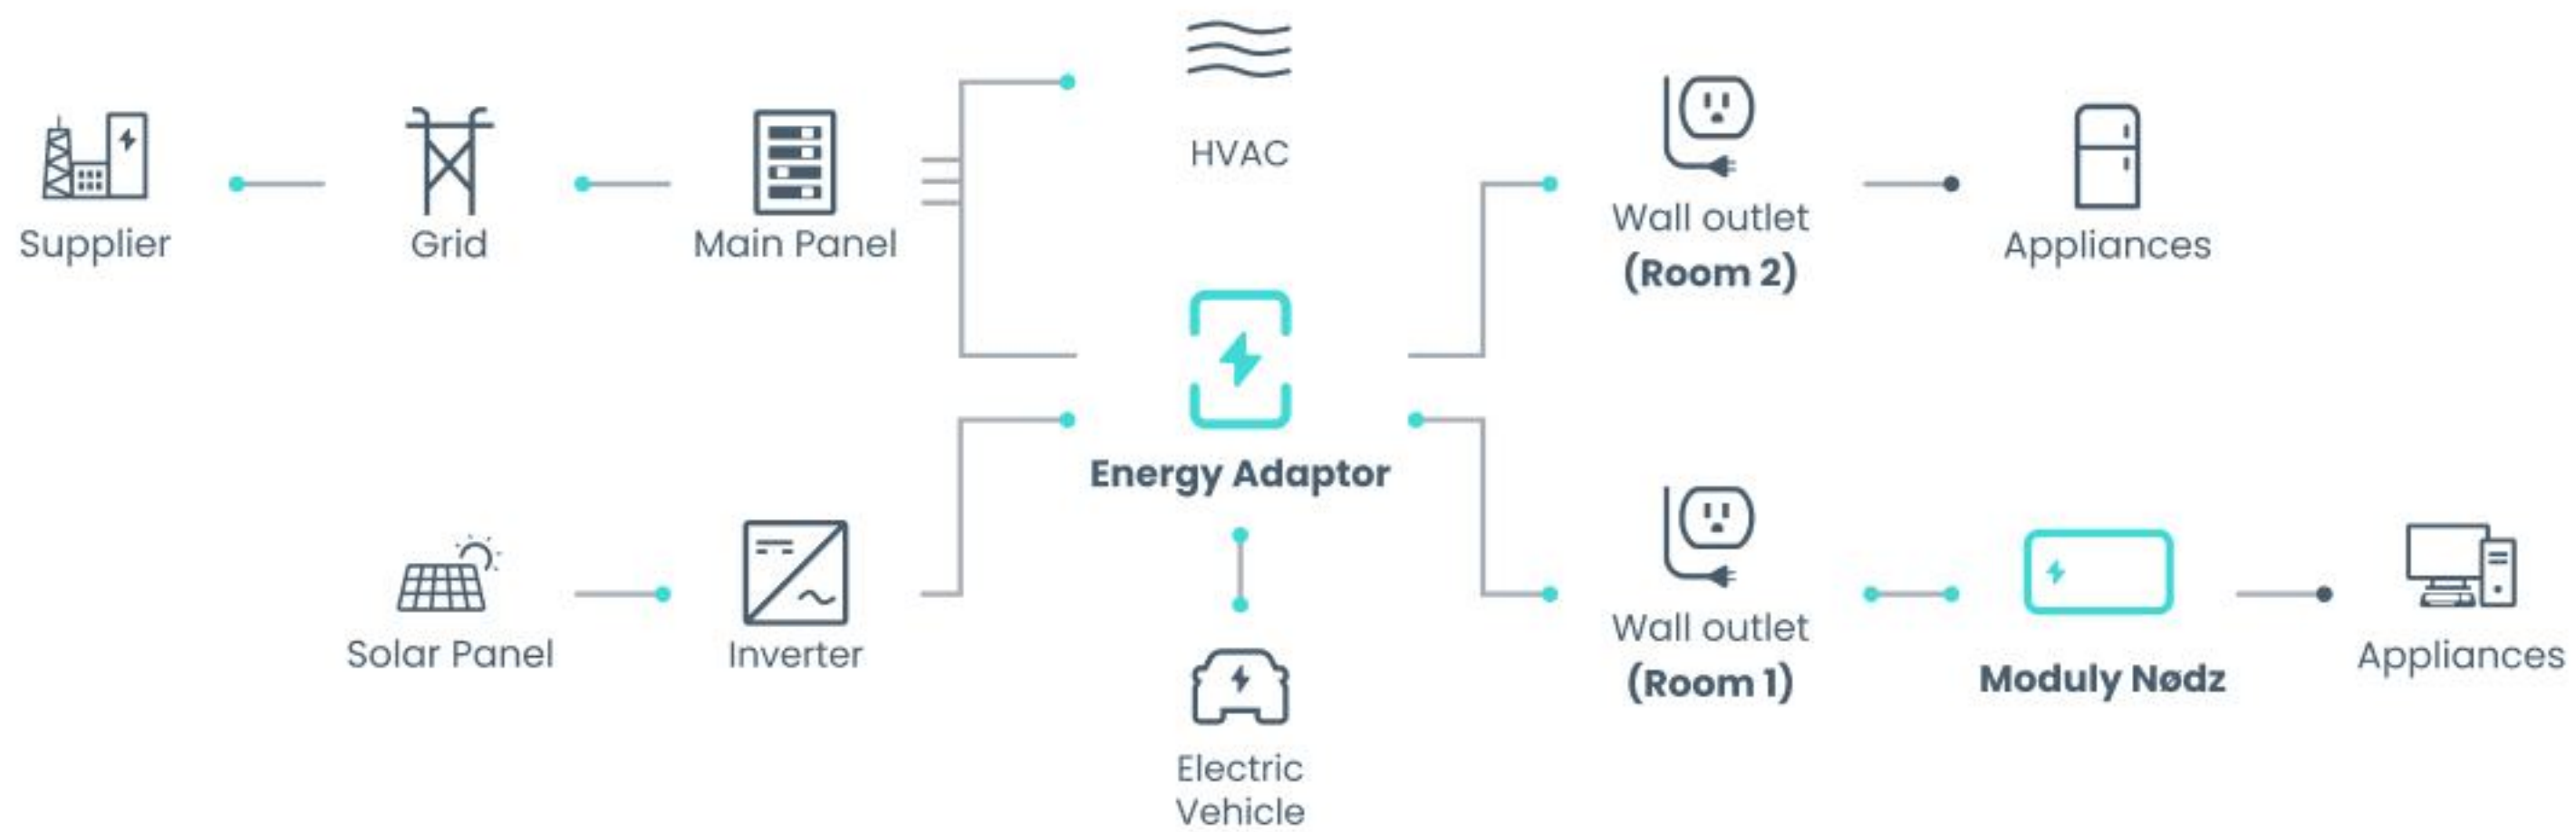 HVAC
Supplier
Grid
Main Panel
Wall outlet
(Room 2)
Appliances
Energy Adaptor
Solar Panel
Inverter
Electric
Vehicle
Wall outlet
(Room 1)
Moduly Nødz
Appliances